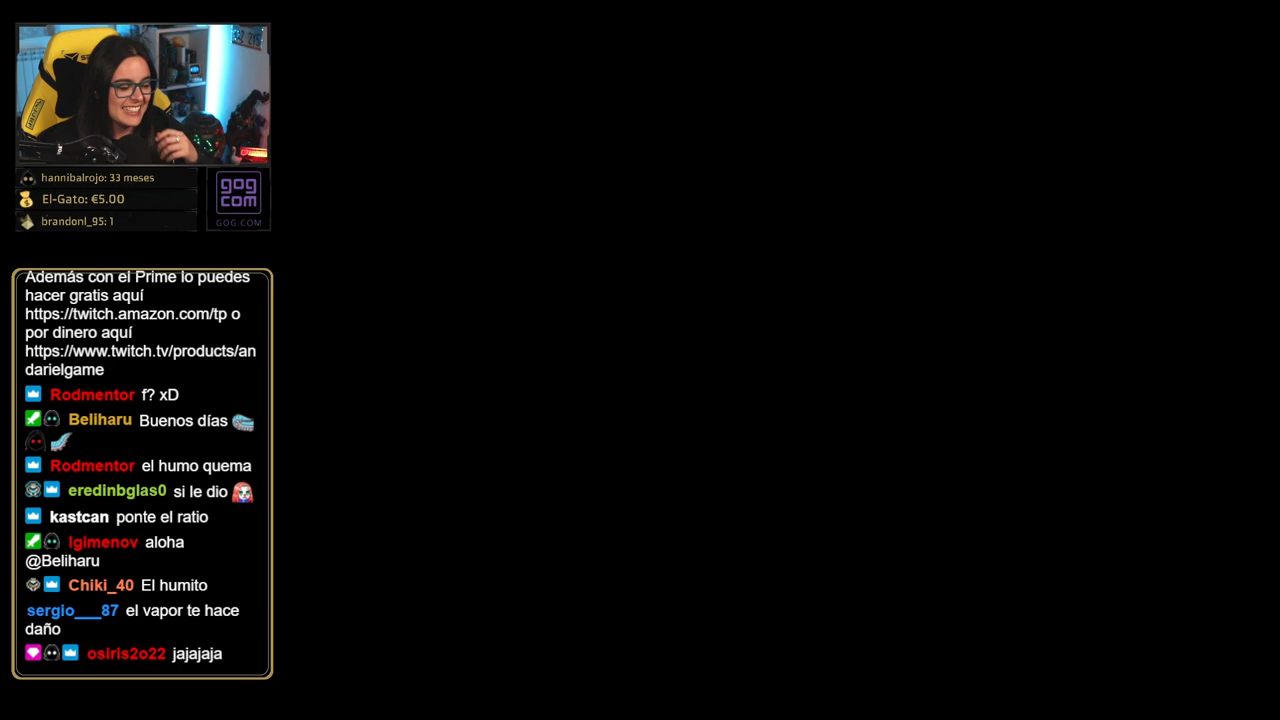 hannibalrojo: 33 meses
El-Gato: €5.00
brandonl_95: 1
gog
com
GOG.COM
Además con el Prime lo puedes
hacer gratis aquí
https://twitch.amazon.com/tp o
por dinero aquí
https://www.twitch.tv/products/an
darielgame
Rodmentor f? xD
Beliharu Buenos días
Rodmentor el humo quema
eredinbglas0 si le dio
kastcan ponte el ratio
Igimenov aloha
@Beliharu
Chiki_40 El humito
sergio___87 el vapor te hace
daño
osiris2o22 jajajaja